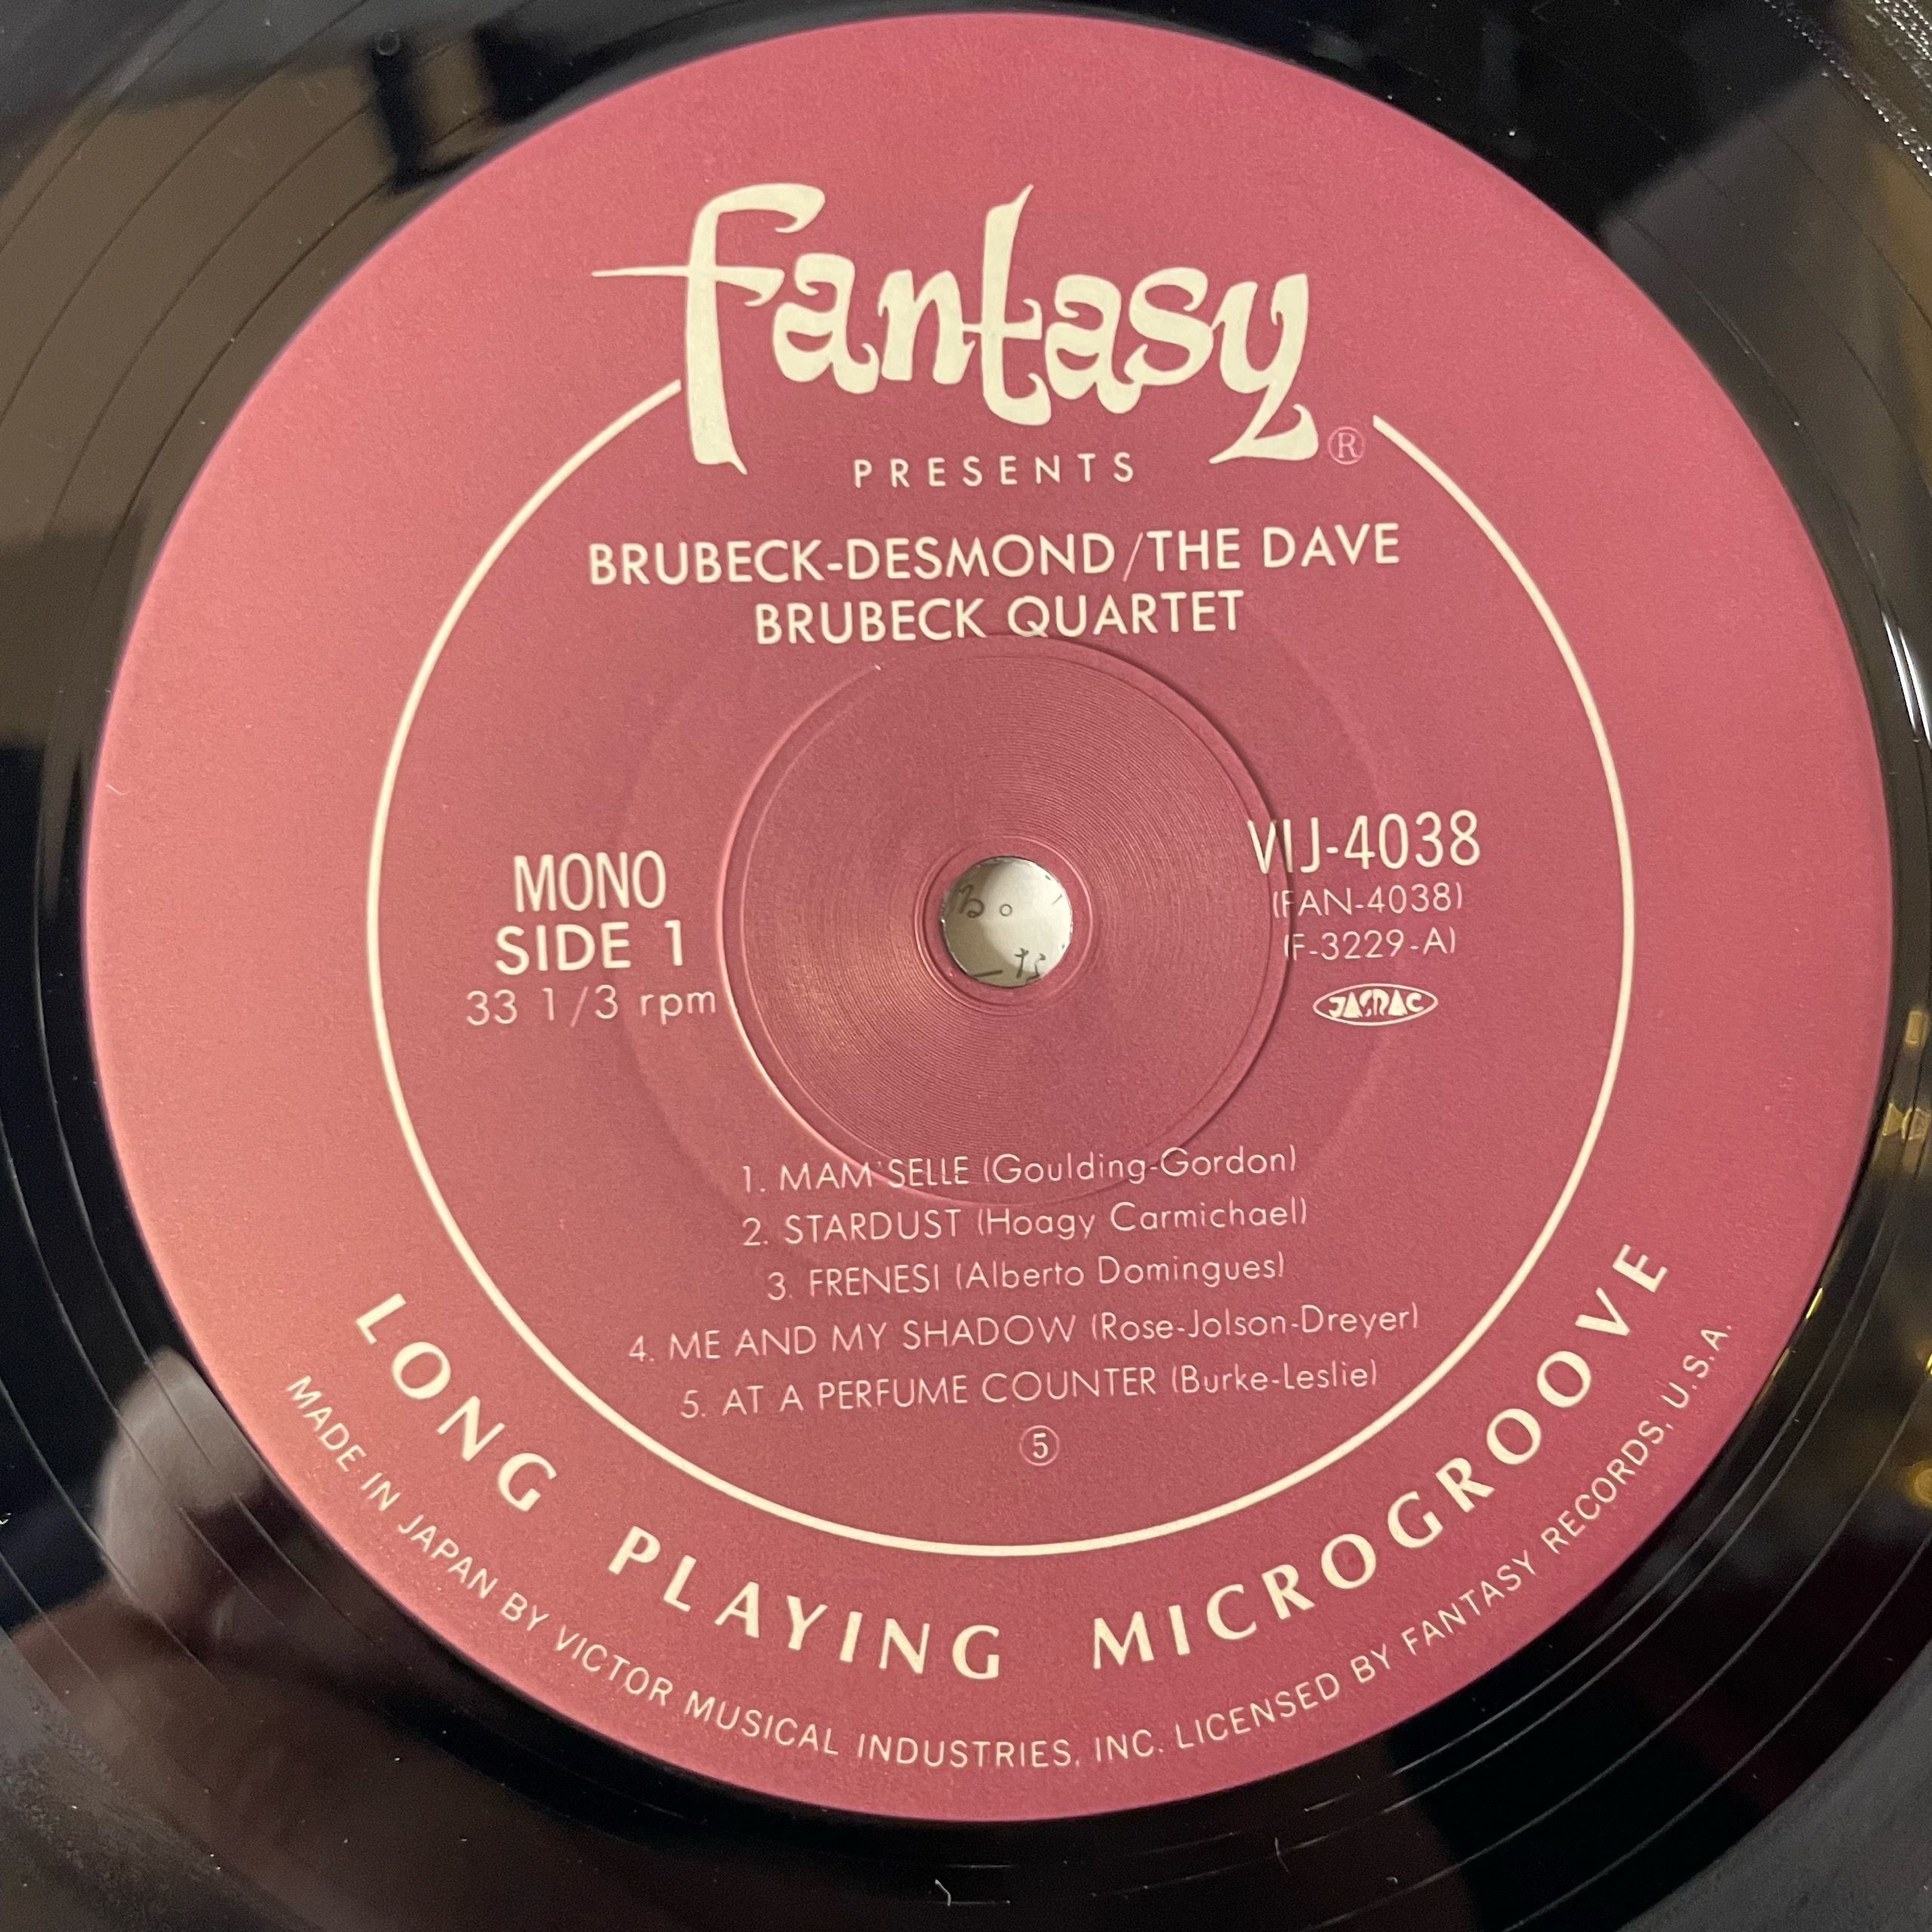 fantasy ®
PRESENTS
BRUBECK-DESMOND/THE DAVE
BRUBECK QUARTET
MONO
SIDE 1
33 1/3 rpm
VIJ-4038
(FAN-4038)
(F-3229-A)
JASRAC
1. MAM'SELLE (Goulding-Gordon)
2. STARDUST (Hoagy Carmichael)
3. FRENESI (Alberto Domingues)
4. ME AND MY SHADOW (Rose-Jolson-Dreyer)
5. AT A PERFUME COUNTER (Burke-Leslie)
⑤
LONG PLAYING MICROGROOVE
MADE IN JAPAN BY VICTOR MUSICAL INDUSTRIES, INC. LICENSED BY FANTASY RECORDS, U.S.A.